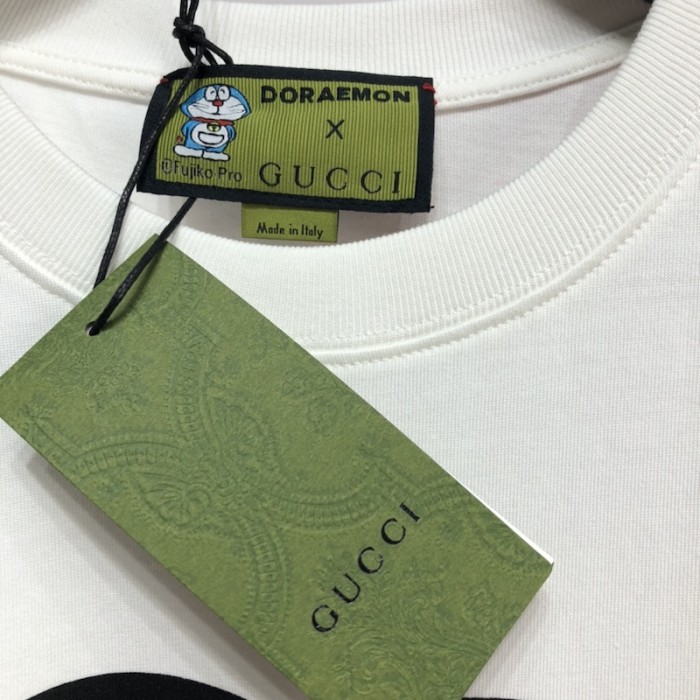 DORAEMON
X
©Fujiko Pro
GUCCI
Made in Italy
GUCCI